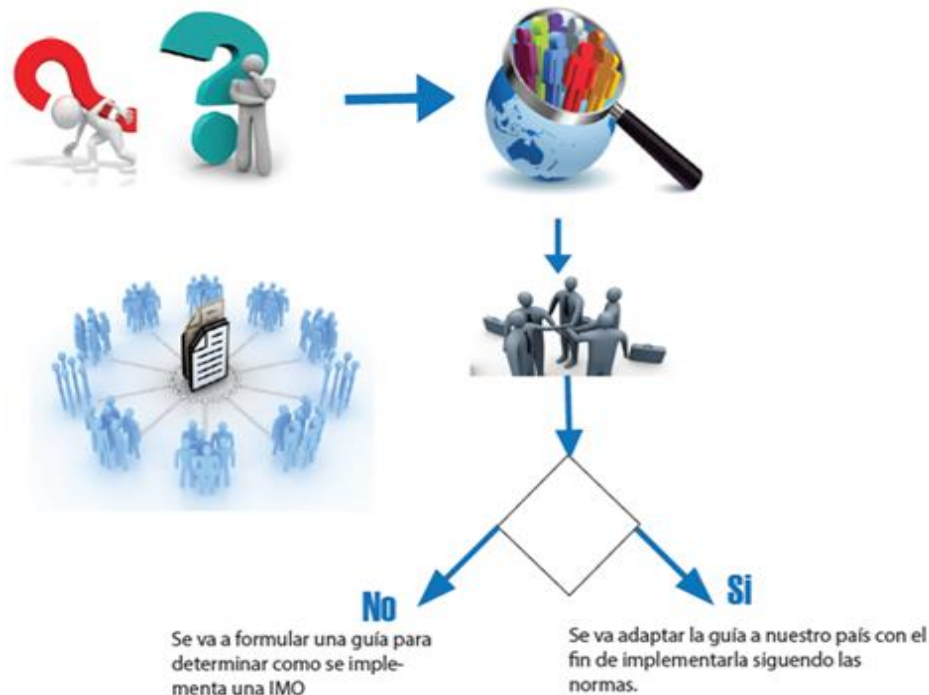 No
Se va a formular una guía para
determinar como se imple-
menta una IMO
Si
Se va adaptar la guía a nuestro país con el
fin de implementarla siguendo las
normas.